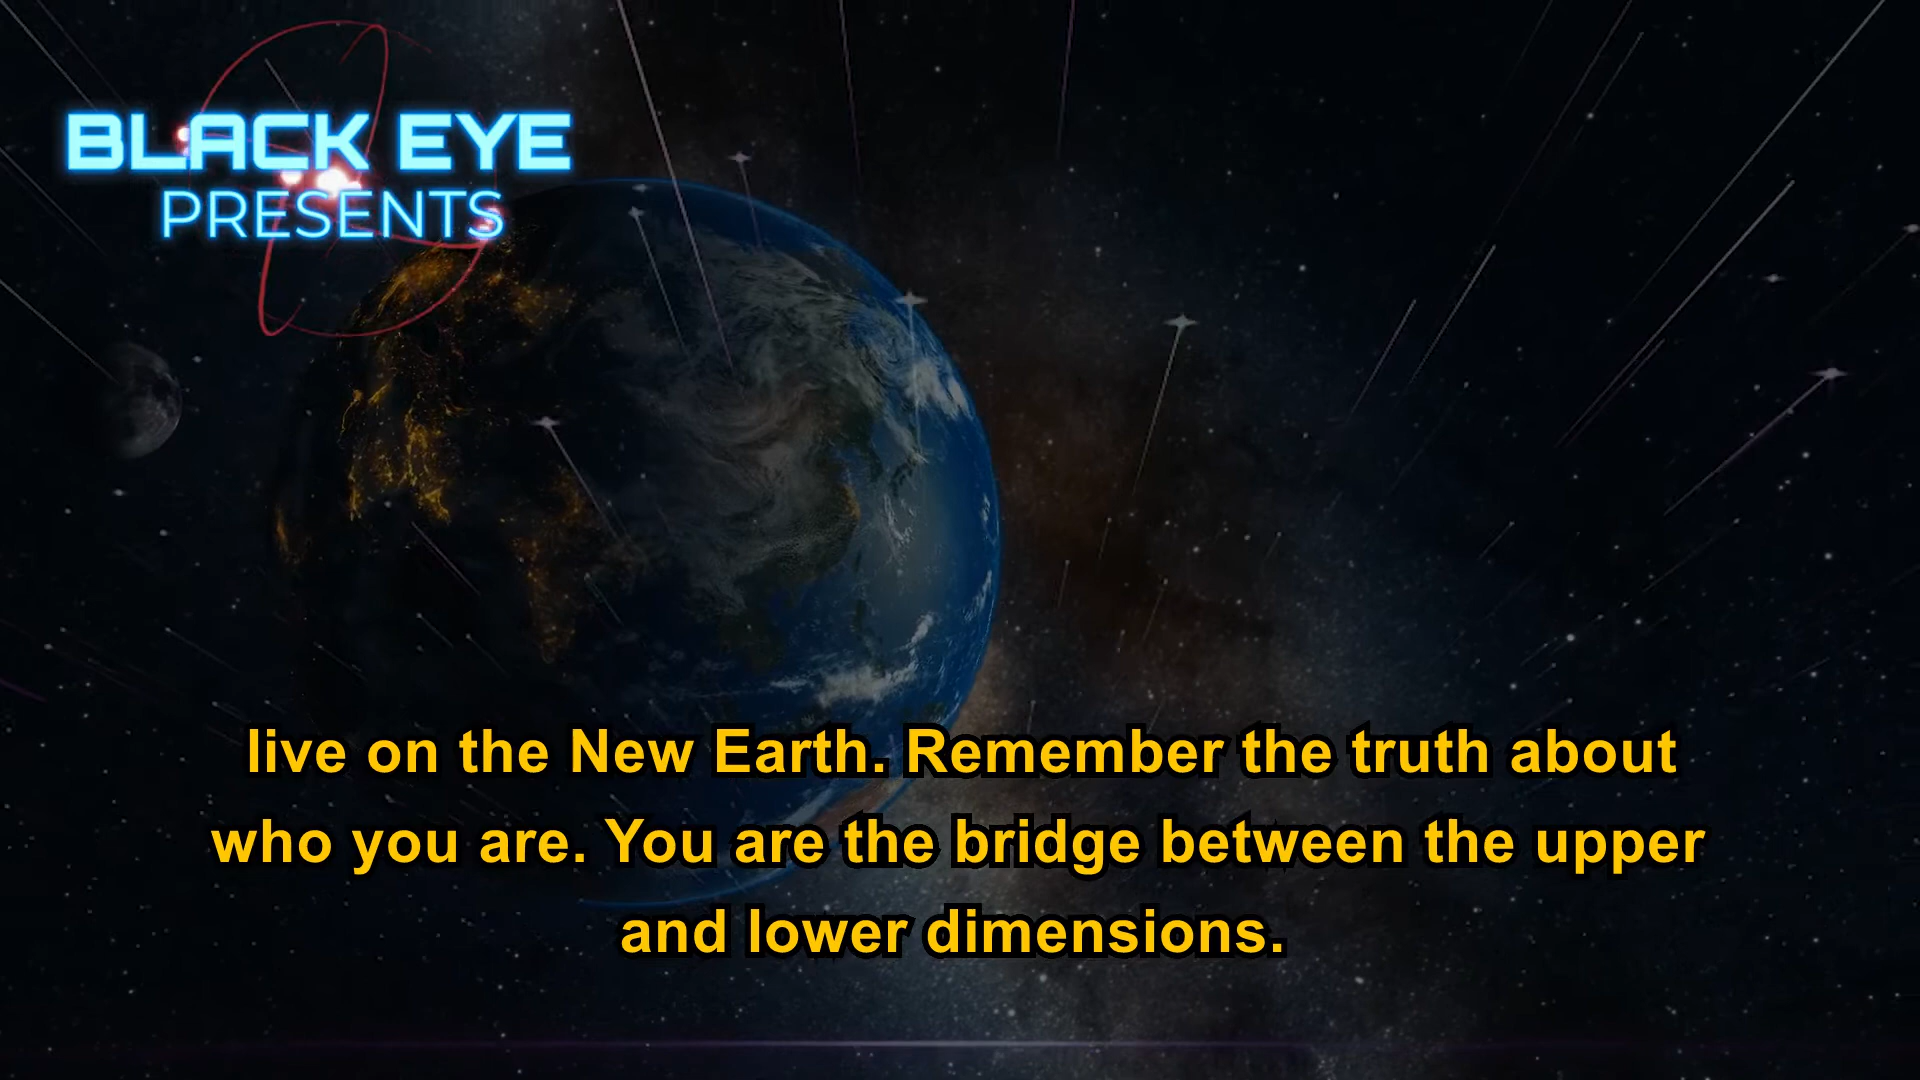 BLACK EYE
PRESENTS
live on the New Earth. Remember the truth about
who you are. You are the bridge between the upper
and lower dimensions.